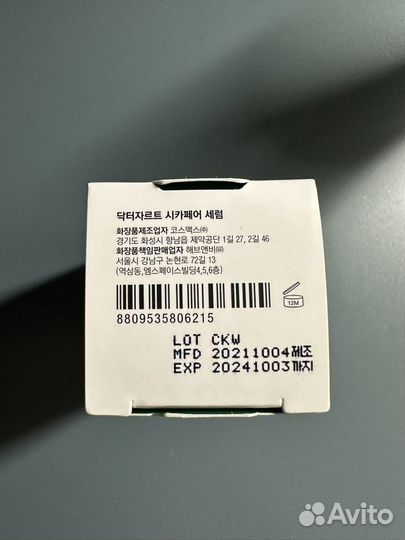 닥터자르트 시카페어 세럼
화장품제조업자 코스맥스㈜
경기도 화성시 향남읍 제약공단 1길 27, 2길 46
화장품책임판매업자 해브앤비㈜
서울시 강남구 논현로 72길 13
(역삼동,엠스페이스빌딩4,5,6층)
12M
8809535806215
LOT CKW
MFD 20211004제조
EXP 20241003까지
Avito